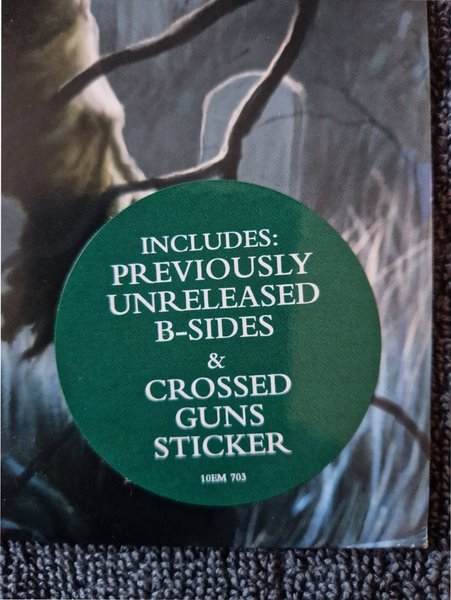 INCLUDES:
PREVIOUSLY
UNRELEASED
B-SIDES
&
CROSSED
GUNS
STICKER
10EM 703